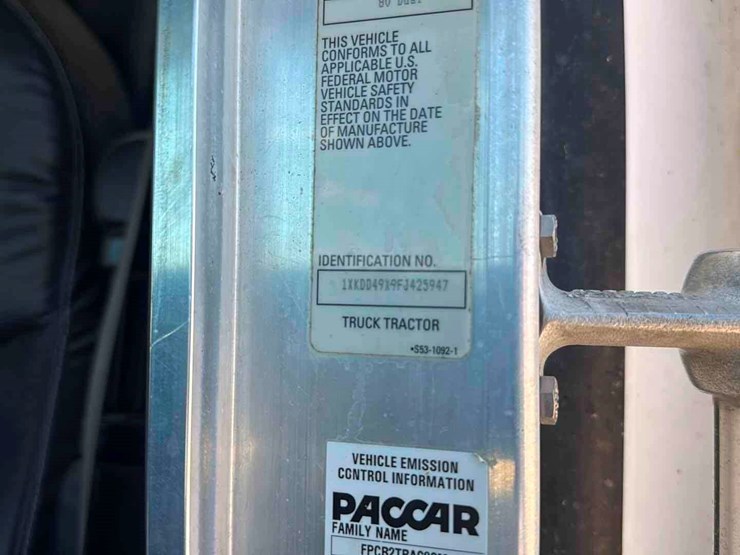 THIS VEHICLE
CONFORMS TO ALL
APPLICABLE U.S.
FEDERAL MOTOR
VEHICLE SAFETY
STANDARDS IN
EFFECT ON THE DATE
OF MANUFACTURE
SHOWN ABOVE.
IDENTIFICATION NO.
1XKDD49X9FJ425947
TRUCK TRACTOR
•S53-1092-1
VEHICLE EMISSION
CONTROL INFORMATION
PACCAR
FAMILY NAME